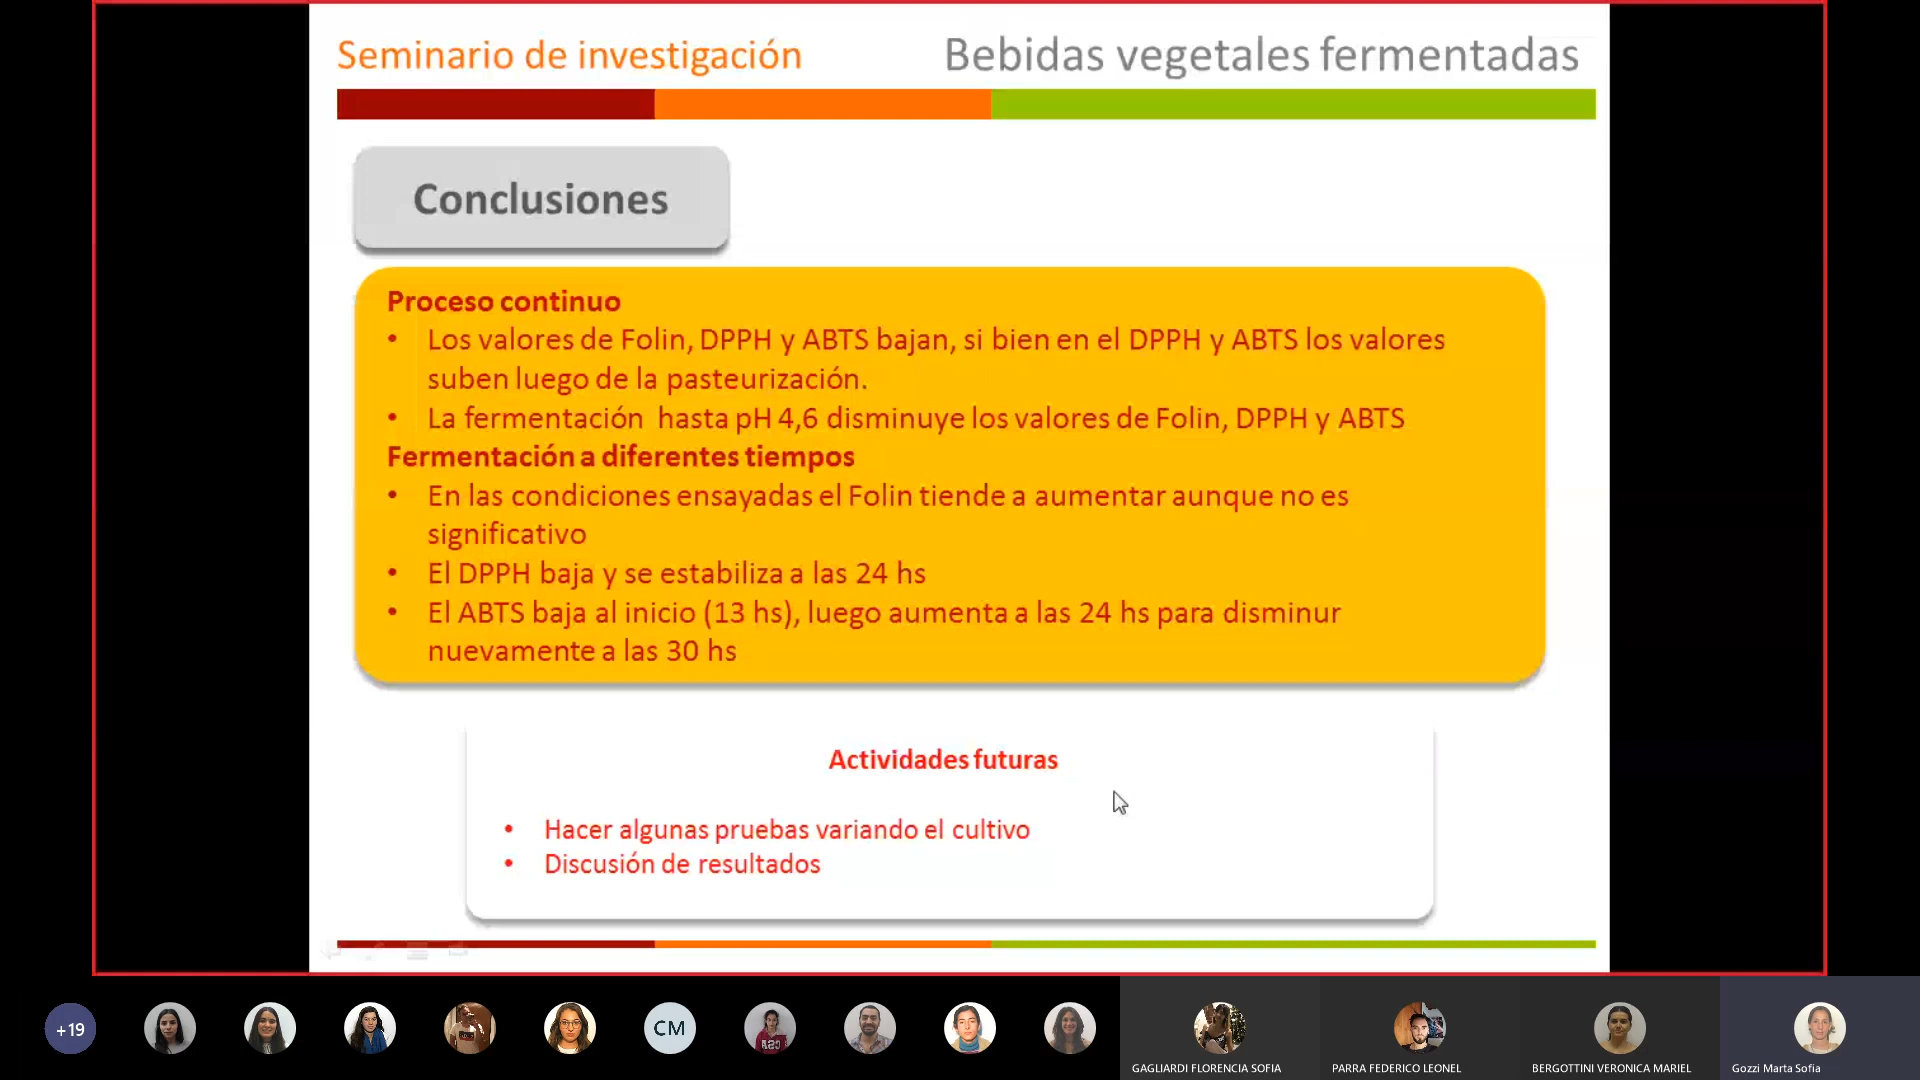 Seminario de investigación
Bebidas vegetales fermentadas
Conclusiones
Proceso continuo
• Los valores de Folin, DPPH y ABTS bajan, si bien en el DPPH y ABTS los valores
suben luego de la pasteurización.
• La fermentación hasta pH 4,6 disminuye los valores de Folin, DPPH y ABTS
Fermentación a diferentes tiempos
• En las condiciones ensayadas el Folin tiende a aumentar aunque no es
significativo
• El DPPH baja y se estabiliza a las 24 hs
• El ABTS baja al inicio (13 hs), luego aumenta a las 24 hs para disminur
nuevamente a las 30 hs
Actividades futuras
• Hacer algunas pruebas variando el cultivo
• Discusión de resultados
+19
CM
GAGLIARDI FLORENCIA SOFIA
PARRA FEDERICO LEONEL
BERGOTTINI VERONICA MARIEL
Gozzi Marta Sofia